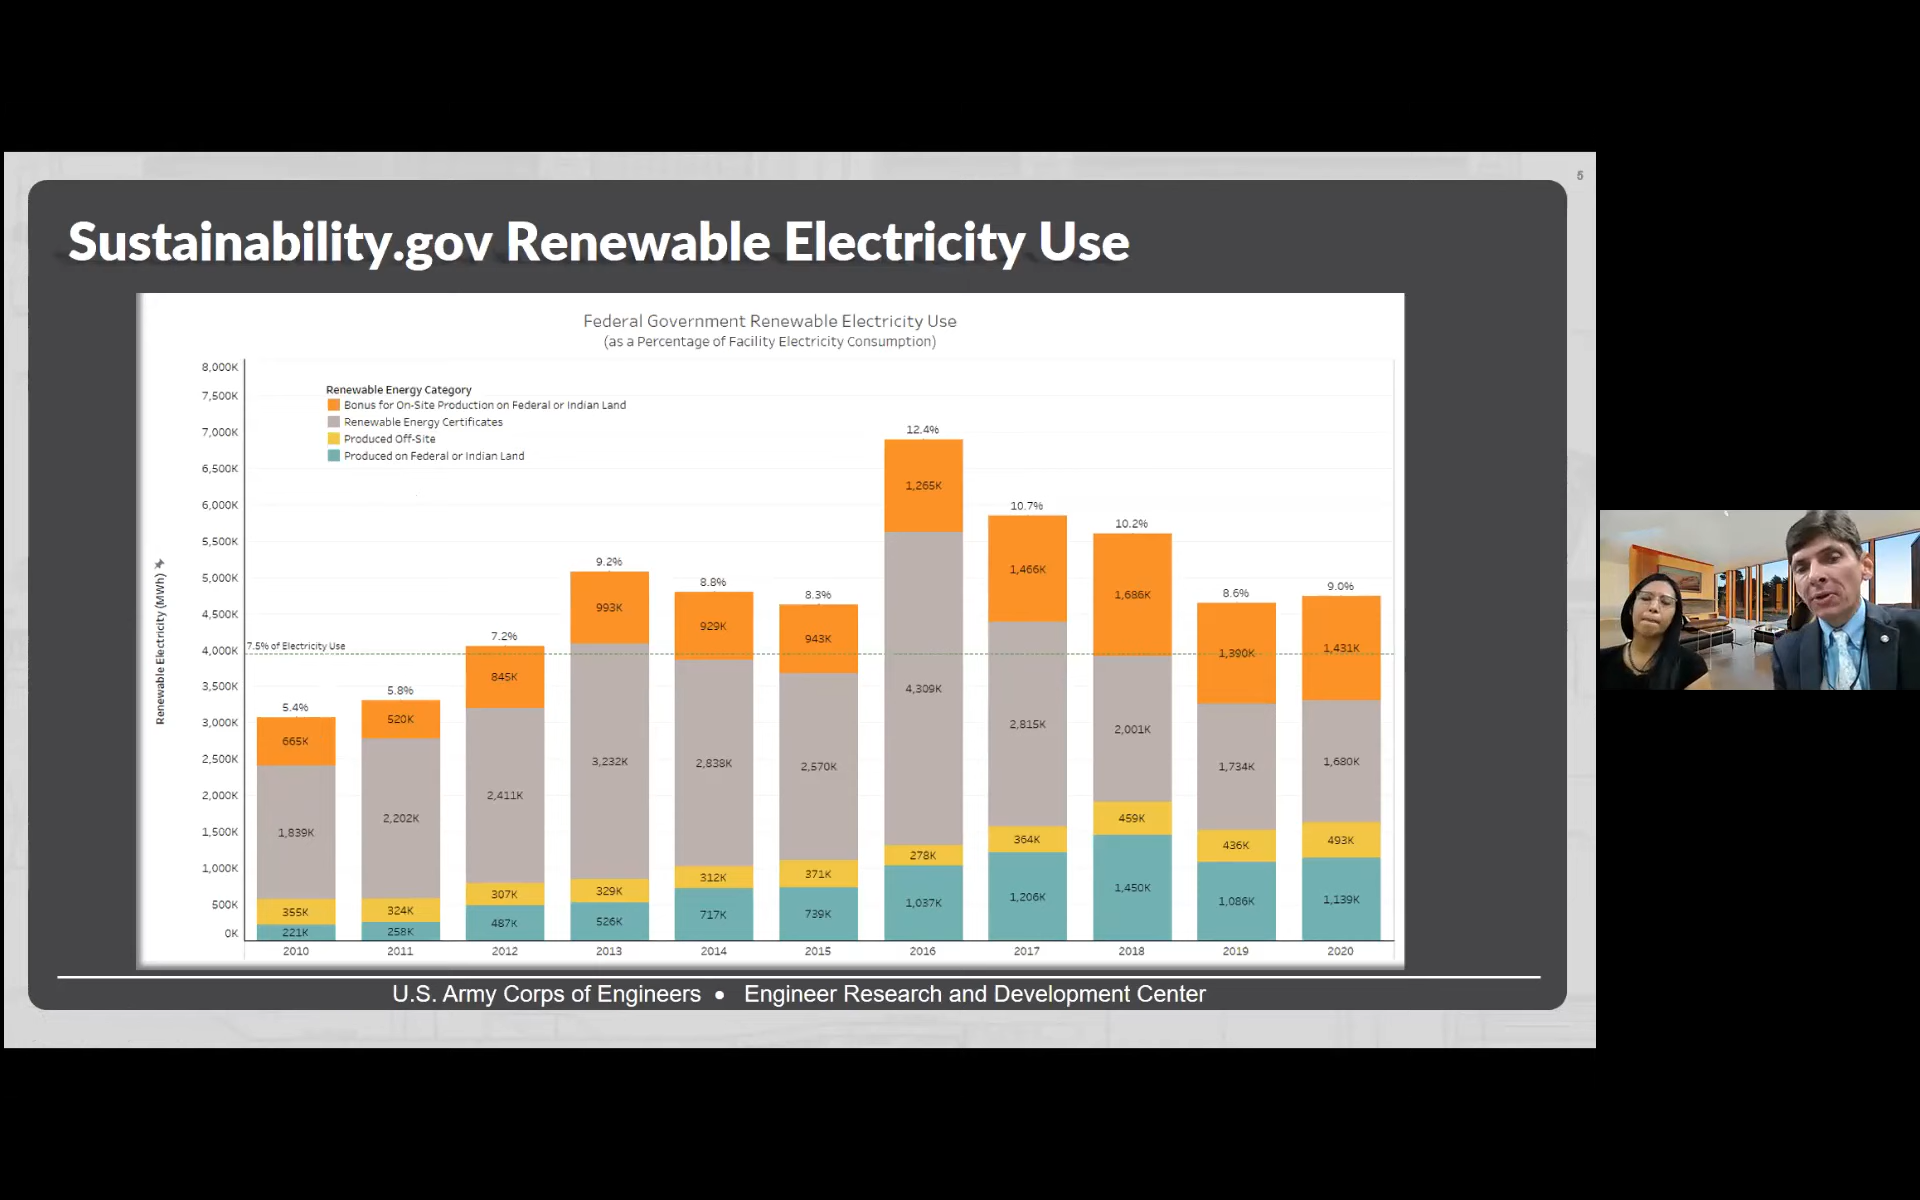 5
Sustainability.gov Renewable Electricity Use
Federal Government Renewable Electricity Use
(as a Percentage of Facility Electricity Consumption)
Renewable Electricity (MWh)
8,000K
7,500K
7,000K
6,500K
6,000K
5,500K
5,000K
4,500K
4,000K
3,500K
3,000K
2,500K
2,000K
1,500K
1,000K
500K
0K
Renewable Energy Category
Bonus for On-Site Production on Federal or Indian Land
Renewable Energy Certificates
Produced Off-Site
Produced on Federal or Indian Land
7.5% of Electricity Use
5.4%
665K
1,839K
355K
221K
2010
5.8%
520K
2,202K
324K
258K
2011
7.2%
845K
2,411K
307K
487K
2012
9.2%
993K
3,232K
329K
526K
2013
8.8%
929K
2,838K
312K
717K
2014
8.3%
943K
2,570K
371K
739K
2015
12.4%
1,265K
4,309K
278K
1,037K
2016
10.7%
1,466K
2,815K
364K
1,206K
2017
10.2%
1,686K
2,001K
459K
1,450K
2018
8.6%
1,390K
1,734K
436K
1,086K
2019
9.0%
1,431K
1,680K
493K
1,139K
2020
U.S. Army Corps of Engineers • Engineer Research and Development Center